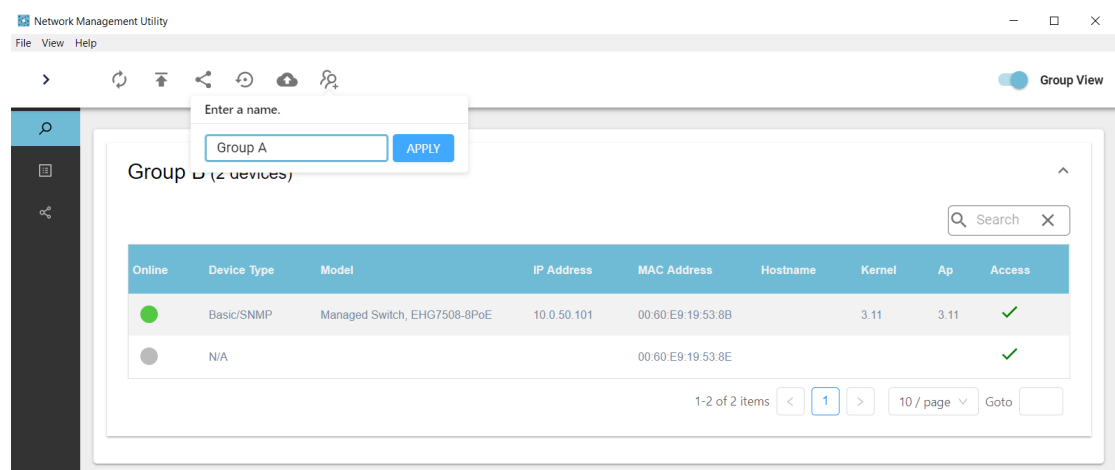 Network Management Utility
File View Help
Group View
Enter a name.
Group A
APPLY
Group B (2 devices)
Search
Online Device Type Model IP Address MAC Address Hostname Kernel Ap Access
Basic/SNMP Managed Switch, EHG7508-8PoE 10.0.50.101 00:60:E9:19:53:8B 3.11 3.11
N/A 00:60:E9:19:53:8E
1-2 of 2 items < 1 > 10 / page Goto